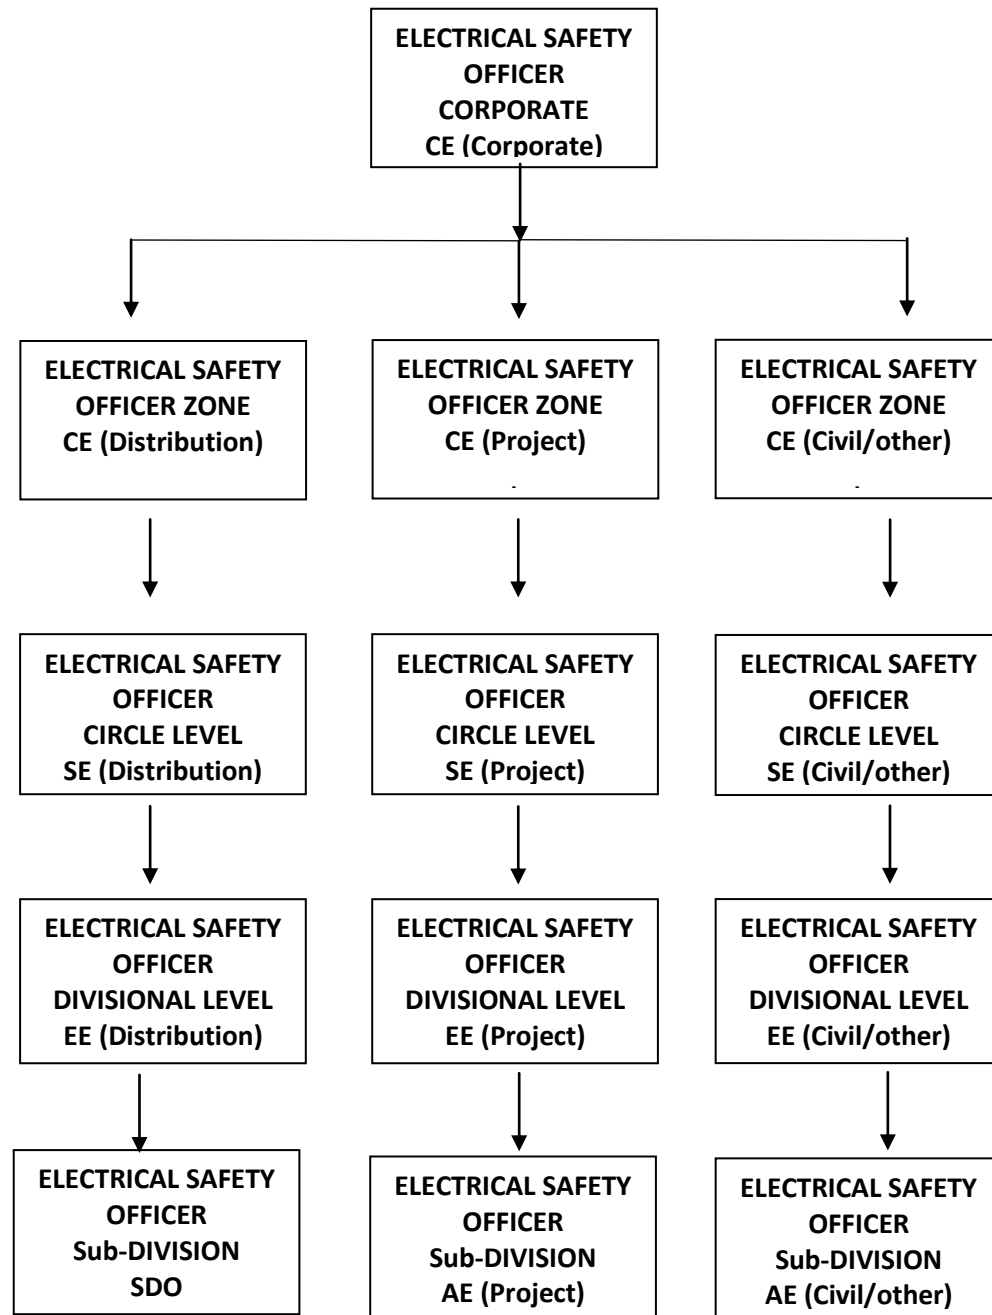 ELECTRICAL SAFETY
OFFICER
CORPORATE
CE (Corporate)
ELECTRICAL SAFETY
OFFICER ZONE
CE (Distribution)
ELECTRICAL SAFETY
OFFICER ZONE
CE (Project)
.
ELECTRICAL SAFETY
OFFICER ZONE
CE (Civil/other)
.
ELECTRICAL SAFETY
OFFICER
CIRCLE LEVEL
SE (Distribution)
ELECTRICAL SAFETY
OFFICER
CIRCLE LEVEL
SE (Project)
ELECTRICAL SAFETY
OFFICER
CIRCLE LEVEL
SE (Civil/other)
ELECTRICAL SAFETY
OFFICER
DIVISIONAL LEVEL
EE (Distribution)
ELECTRICAL SAFETY
OFFICER
DIVISIONAL LEVEL
EE (Project)
ELECTRICAL SAFETY
OFFICER
DIVISIONAL LEVEL
EE (Civil/other)
ELECTRICAL SAFETY
OFFICER
Sub-DIVISION
SDO
ELECTRICAL SAFETY
OFFICER
Sub-DIVISION
AE (Project)
ELECTRICAL SAFETY
OFFICER
Sub-DIVISION
AE (Civil/other)